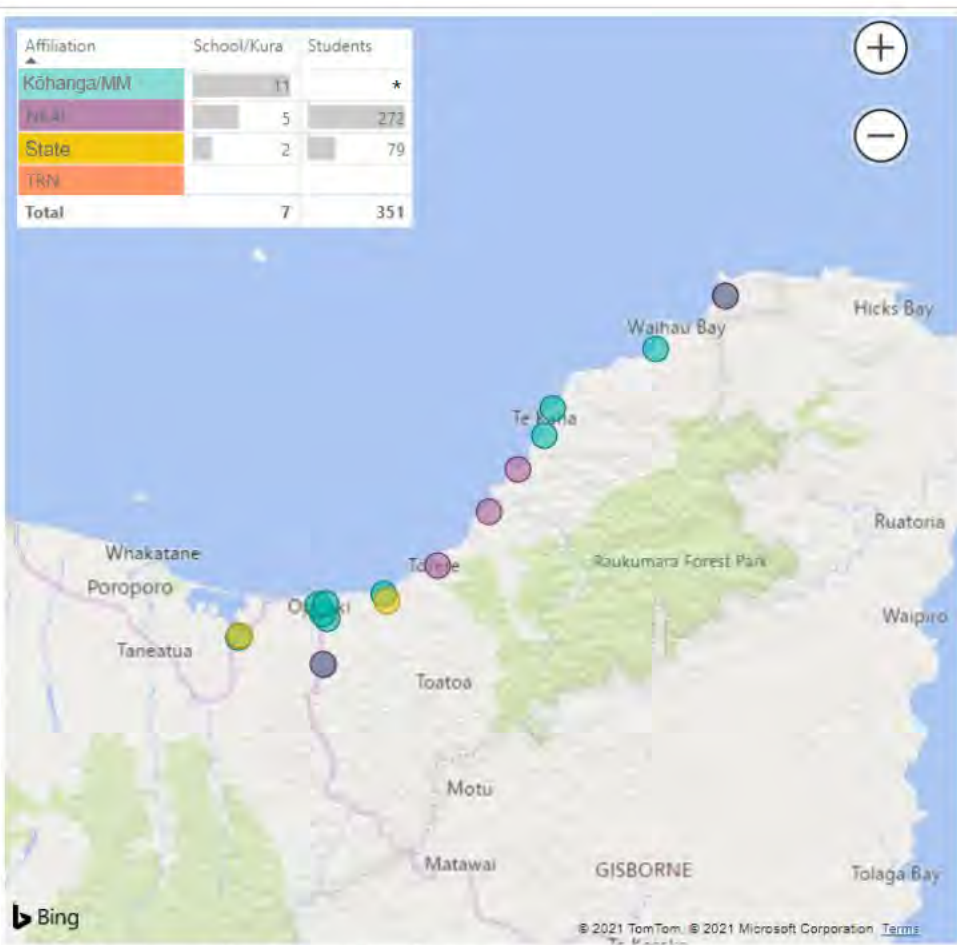 Affiliation School/Kura Students
Kōhanga/MM 11 *
5 272
State 2 79
TRN
Total 7 351
Hicks Bay
Waihau Bay
Te Kaha
Ruatoria
Whakatane
Raukumara Forest Park
Poroporo
Waipiro
Taneatua
Toatoa
Motu
Matawai
GISBORNE
Tolaga Bay
Bing
© 2021 TomTom, © 2021 Microsoft Corporation Terms